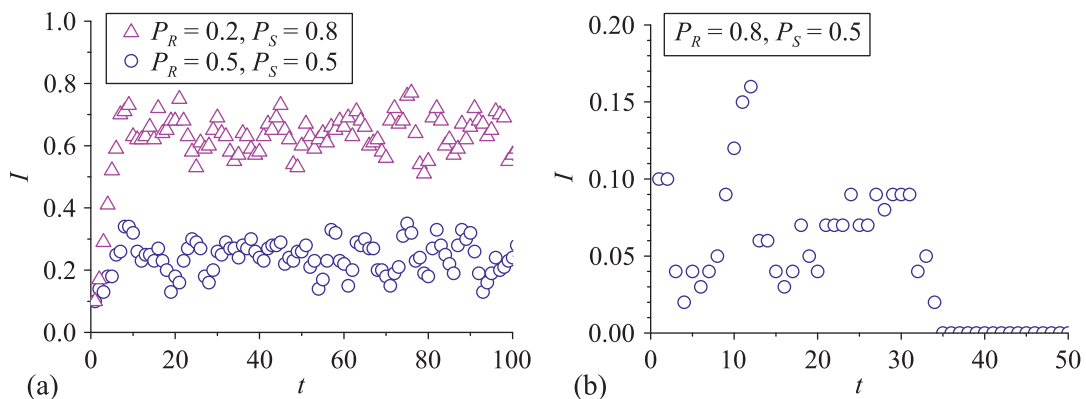 1.0
0.8
0.6
0.4
0.2
0.0
I
P_R = 0.2, P_S = 0.8
P_R = 0.5, P_S = 0.5
0 20 40 60 80 100
t
(a)
0.20
0.15
0.10
0.05
0.00
I
P_R = 0.8, P_S = 0.5
0 10 20 30 40 50
t
(b)